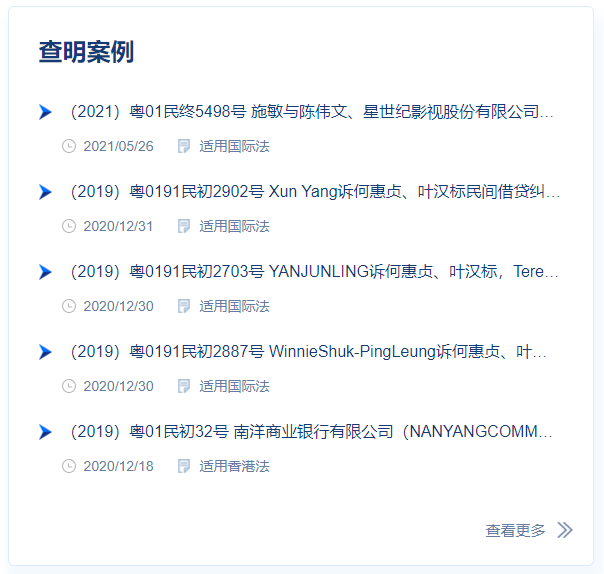 查明案例
（2021）粤01民终5498号 施敏与陈伟文、星世纪影视股份有限公司...
2021/05/26 适用国际法
（2019）粤0191民初2902号 Xun Yang诉何惠贞、叶汉标民间借贷纠...
2020/12/31 适用国际法
（2019）粤0191民初2703号 YANJUNLING诉何惠贞、叶汉标，Tere...
2020/12/30 适用国际法
（2019）粤0191民初2887号 WinnieShuk-PingLeung诉何惠贞、叶...
2020/12/30 适用国际法
（2019）粤01民初32号 南洋商业银行有限公司（NANYANGCOMM...
2020/12/18 适用香港法
查看更多